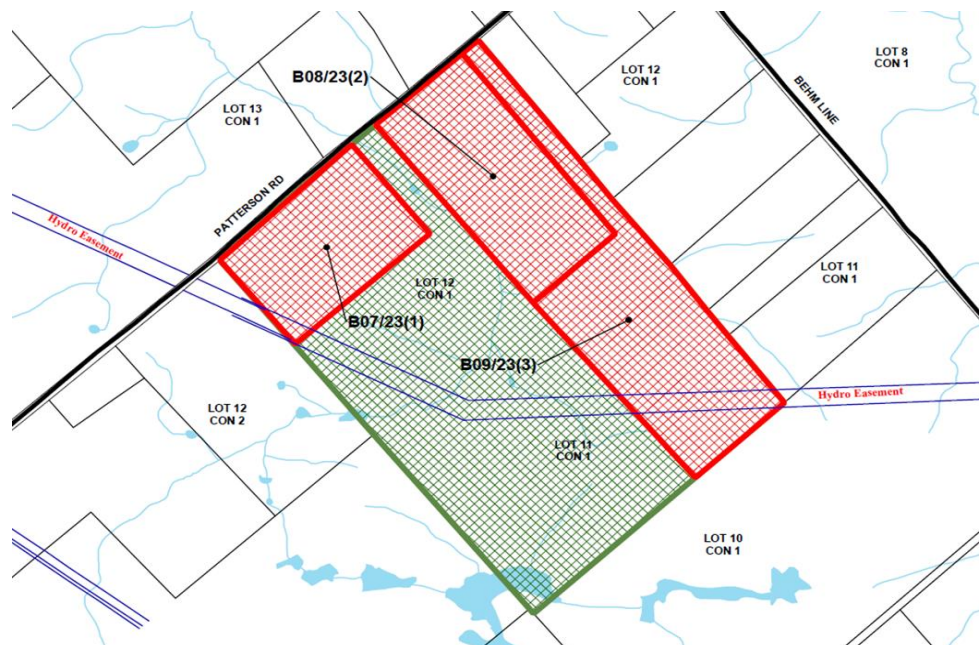 B08/23(2)
LOT 12
CON 1
LOT 8
CON 1
BEHM LINE
LOT 13
CON 1
PATTERSON RD
Hydro Easement
LOT 12
CON 1
LOT 11
CON 1
B07/23(1)
B09/23(3)
Hydro Easement
LOT 12
CON 2
LOT 11
CON 1
LOT 10
CON 1